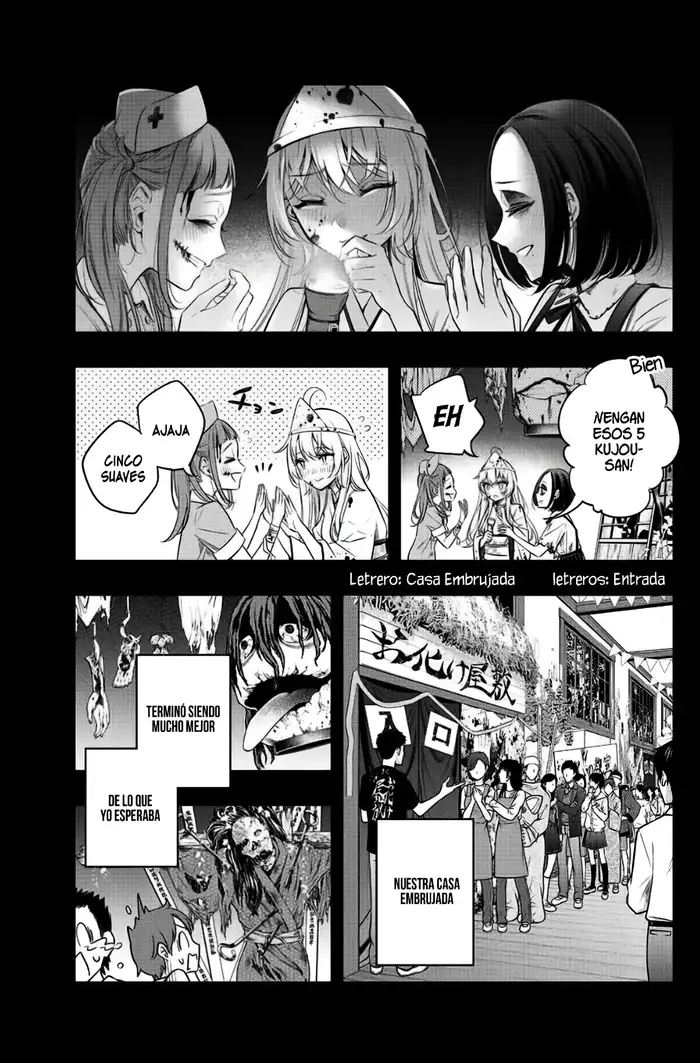 Bien
¡VENGAN
ESOS 5
KUJOU-
SAN!
EH
チョン
AJAJA
CINCO
SUAVES
Letrero: Casa Embrujada
letreros: Entrada
お化け屋敷
入
口
NUESTRA CASA
EMBRUJADA
TERMINÓ SIENDO
MUCHO MEJOR
DE LO QUE
YO ESPERABA